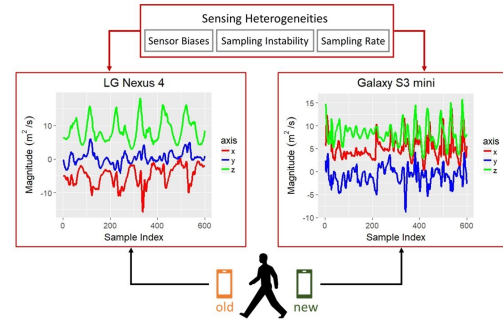 Sensing Heterogeneities
Sensor Biases Sampling Instability Sampling Rate
LG Nexus 4
Magnitude (m²/s)
10
0
-10
0 200 400 600
Sample Index
axis
x
y
z
Galaxy S3 mini
Magnitude (m²/s)
15
10
5
0
-5
-10
0 200 400 600
Sample Index
axis
x
y
z
old
new